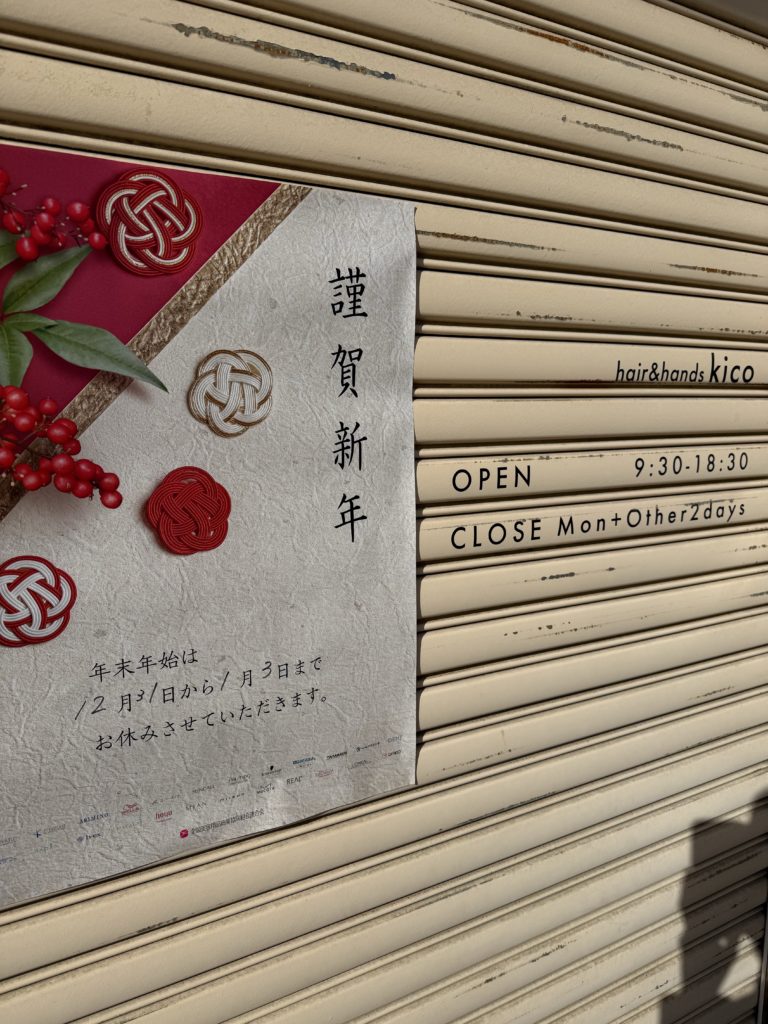 謹賀新年
年末年始は
12月31日から1月3日まで
お休みさせていただきます。
hair&hands kico
OPEN 9:30-18:30
CLOSE Mon+Other2days